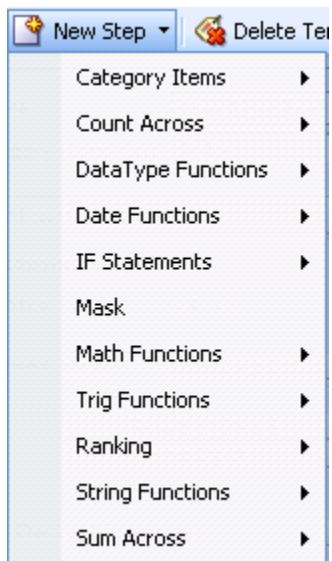 New Step Delete Te
Category Items
Count Across
DataType Functions
Date Functions
IF Statements
Mask
Math Functions
Trig Functions
Ranking
String Functions
Sum Across